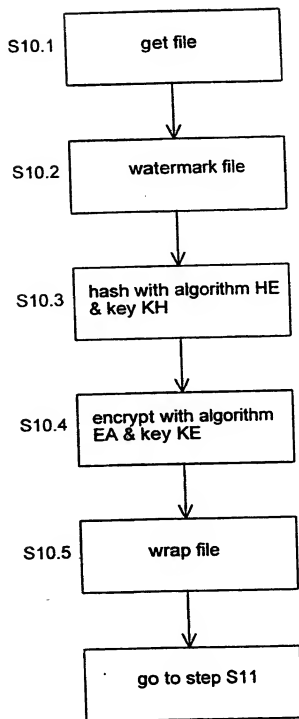 S10.1
get file
S10.2
watermark file
S10.3
hash with algorithm HE
& key KH
S10.4
encrypt with algorithm
EA & key KE
S10.5
wrap file
go to step S11